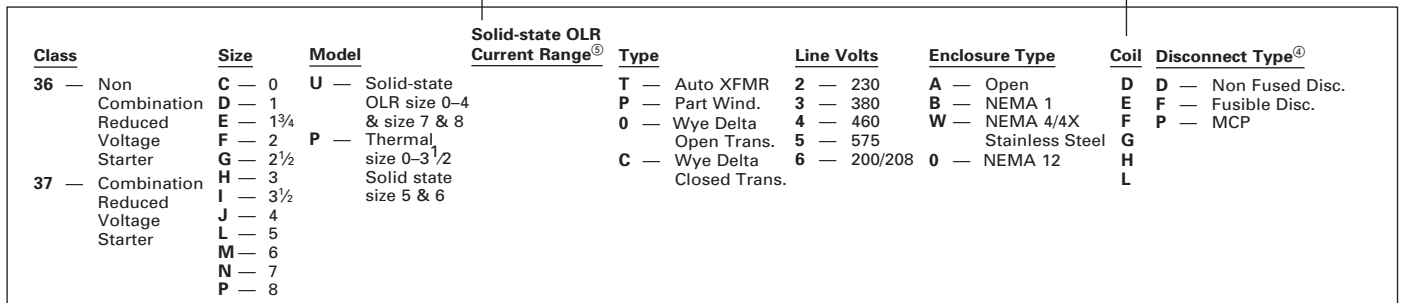 Class
36 — Non
Combination
Reduced
Voltage
Starter
37 — Combination
Reduced
Voltage
Starter
Size
C — 0
D — 1
E — 1¾
F — 2
G — 2½
H — 3
I — 3½
J — 4
L — 5
M — 6
N — 7
P — 8
Model
U — Solid-state
OLR size 0–4
& size 7 & 8
P — Thermal
size 0–3½
Solid state
size 5 & 6
Solid-state OLR
Current Range⑤
Type
T — Auto XFMR
P — Part Wind.
0 — Wye Delta
Open Trans.
C — Wye Delta
Closed Trans.
Line Volts
2 — 230
3 — 380
4 — 460
5 — 575
6 — 200/208
Enclosure Type
A — Open
B — NEMA 1
W — NEMA 4/4X
Stainless Steel
0 — NEMA 12
Coil
D
E
F
G
H
L
Disconnect Type④
D — Non Fused Disc.
F — Fusible Disc.
P — MCP